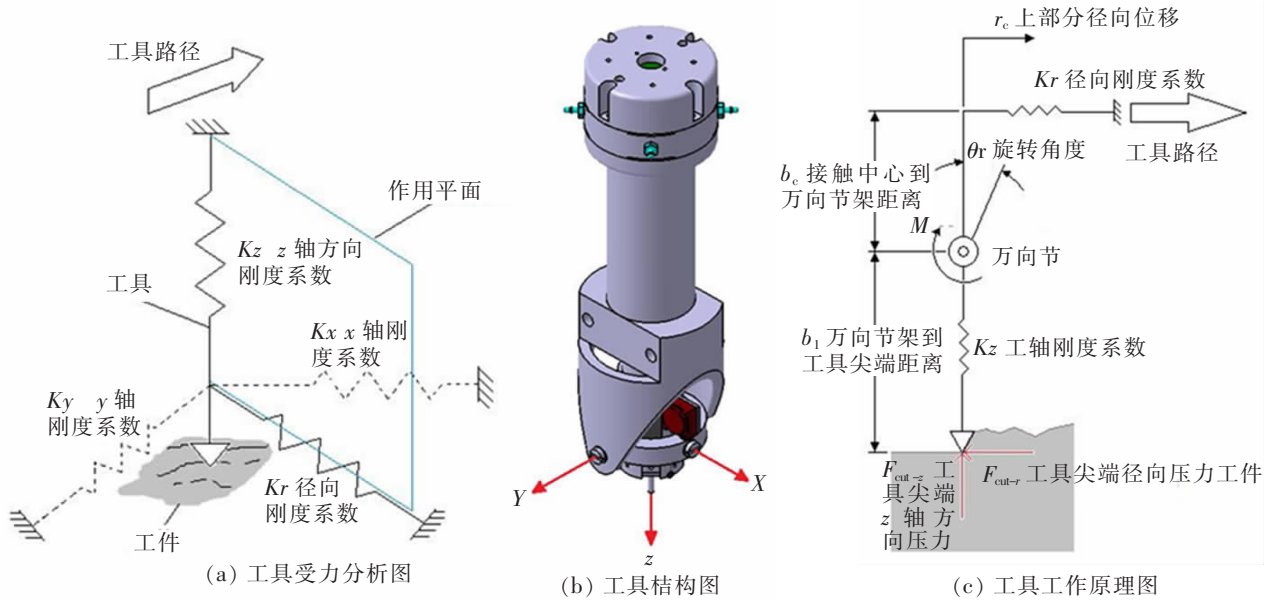 工具路径
作用平面
Kz z 轴方向
刚度系数
工具
Kx x 轴刚
度系数
Ky y 轴
刚度系数
Kr 径向
刚度系数
工件
(a) 工具受力分析图
Y
X
z
(b) 工具桔构图
r_c 上部分径向位移
Kr 径向刚度系数
工具路径
θr 旋转角度
b_c 接触中心到
万向节架距离
M
万向节
b_1 万向节架到
工具尖端距离
Kz 工轴刚度系数
F_cut-z 工
具尖端
z 轴方
向压力
F_cut-r 工具尖端径向压力工件
(c) 工具工作原理图